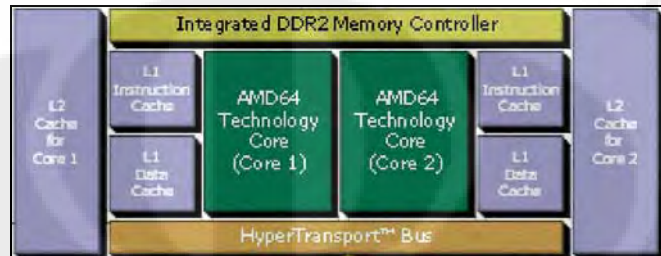 Integrated DDR2 Memory Controller
L2
Cache
for
Core 1
L1
Instruction
Cache
L1
Data
Cache
AMD64
Technology
Core
(Core 1)
AMD64
Technology
Core
(Core 2)
L1
Instruction
Cache
L1
Data
Cache
L2
Cache
for
Core 2
HyperTransport™ Bus